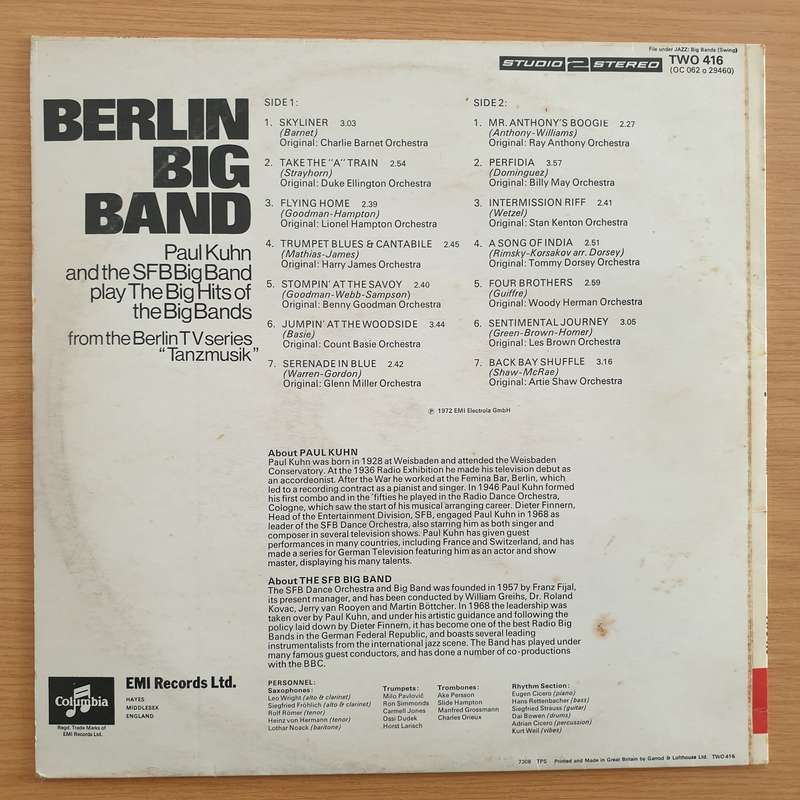 File under JAZZ: Big Bands (Swing)
STUDIO 2 STEREO
TWO 416
(OC 062 o 29460)
BERLIN
BIG
BAND
Paul Kuhn
and the SFB Big Band
play The Big Hits of
the Big Bands
from the Berlin TV series
"Tanzmusik"
SIDE 1:
1. SKYLINER 3.03
(Barnet)
Original: Charlie Barnet Orchestra
2. TAKE THE "A" TRAIN 2.54
(Strayhorn)
Original: Duke Ellington Orchestra
3. FLYING HOME 2.39
(Goodman-Hampton)
Original: Lionel Hampton Orchestra
4. TRUMPET BLUES & CANTABILE 2.45
(Mathias-James)
Original: Harry James Orchestra
5. STOMPIN' AT THE SAVOY 2.40
(Goodman-Webb-Sampson)
Original: Benny Goodman Orchestra
6. JUMPIN' AT THE WOODSIDE 3.44
(Basie)
Original: Count Basie Orchestra
7. SERENADE IN BLUE 2.42
(Warren-Gordon)
Original: Glenn Miller Orchestra
SIDE 2:
1. MR. ANTHONY'S BOOGIE 2.27
(Anthony-Williams)
Original: Ray Anthony Orchestra
2. PERFIDIA 3.57
(Dominguez)
Original: Billy May Orchestra
3. INTERMISSION RIFF 2.41
(Wetzel)
Original: Stan Kenton Orchestra
4. A SONG OF INDIA 2.51
(Rimsky-Korsakov arr. Dorsey)
Original: Tommy Dorsey Orchestra
5. FOUR BROTHERS 2.59
(Guiffre)
Original: Woody Herman Orchestra
6. SENTIMENTAL JOURNEY 3.05
(Green-Brown-Homer)
Original: Les Brown Orchestra
7. BACK BAY SHUFFLE 3.16
(Shaw-McRae)
Original: Artie Shaw Orchestra
℗ 1972 EMI Electrola GmbH
About PAUL KUHN
Paul Kuhn was born in 1928 at Weisbaden and attended the Weisbaden
Conservatory. At the 1936 Radio Exhibition he made his television debut as
an accordeonist. After the War he worked at the Femina Bar, Berlin, which
led to a recording contract as a pianist and singer. In 1946 Paul Kuhn formed
his first combo and in the 'fifties he played in the Radio Dance Orchestra,
Cologne, which saw the start of his musical arranging career. Dieter Finnern,
Head of the Entertainment Division, SFB, engaged Paul Kuhn in 1968 as
leader of the SFB Dance Orchestra, also starring him as both singer and
composer in several television shows. Paul Kuhn has given guest
performances in many countries, including France and Switzerland, and has
made a series for German Television featuring him as an actor and show
master, displaying his many talents.
About THE SFB BIG BAND
The SFB Dance Orchestra and Big Band was founded in 1957 by Franz Fijal,
its present manager, and has been conducted by William Greihs, Dr. Roland
Kovac, Jerry van Rooyen and Martin Böttcher. In 1968 the leadership was
taken over by Paul Kuhn, and under his artistic guidance and following the
policy laid down by Dieter Finnern, it has become one of the best Radio Big
Bands in the German Federal Republic, and boasts several leading
instrumentalists from the international jazz scene. The Band has played under
many famous guest conductors, and has done a number of co-productions
with the BBC.
Columbia
Regd. Trade Marks of
EMI Records Ltd.
EMI Records Ltd.
HAYES
MIDDLESEX
ENGLAND
PERSONNEL:
Saxophones:
Leo Wright (alto & clarinet)
Siegfried Fröhlich (alto & clarinet)
Rolf Römer (tenor)
Heinz von Hermann (tenor)
Lothar Noack (baritone)
Trumpets:
Milo Pavlovič
Ron Simmonds
Carmell Jones
Ossi Dudek
Horst Larisch
Trombones:
Ake Persson
Slide Hampton
Manfred Grossmann
Charles Orieux
Rhythm Section:
Eugen Cicero (piano)
Hans Rettenbacher (bass)
Siegfried Strauss (guitar)
Dai Bowen (drums)
Adrian Cicero (percussion)
Kurt Weil (vibes)
7308 TPS Printed and Made in Great Britain by Garrod & Lofthouse Ltd. TWO 416